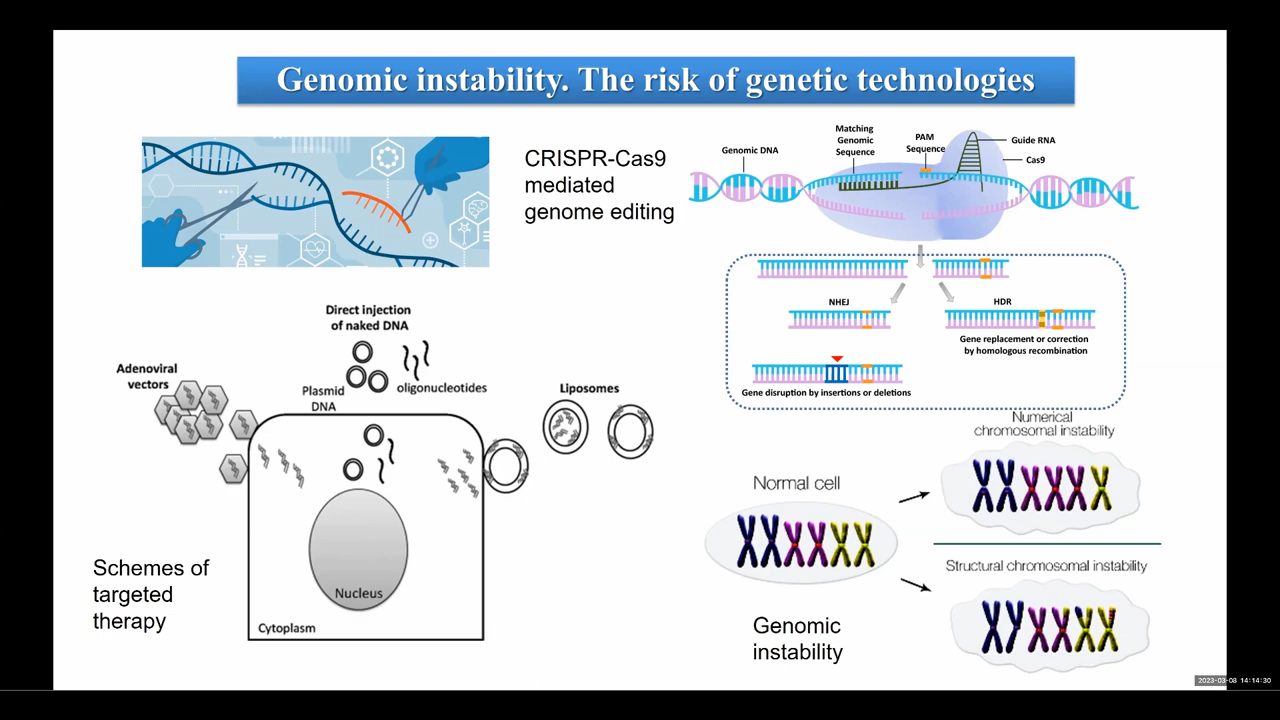 Genomic instability. The risk of genetic technologies
CRISPR-Cas9
mediated
genome editing
Genomic DNA
Matching
Genomic
Sequence
PAM
Sequence
Guide RNA
Cas9
NHEJ
HDR
Gene replacement or correction
by homologous recombination
Gene disruption by insertions or deletions
Direct injection
of naked DNA
Adenoviral
vectors
Plasmid
DNA
oligonucleotides
Liposomes
Nucleus
Cytoplasm
Schemes of
targeted
therapy
Numerical
chromosomal instability
Normal cell
Structural chromosomal instability
Genomic
instability
2023-03-08 14:14:30